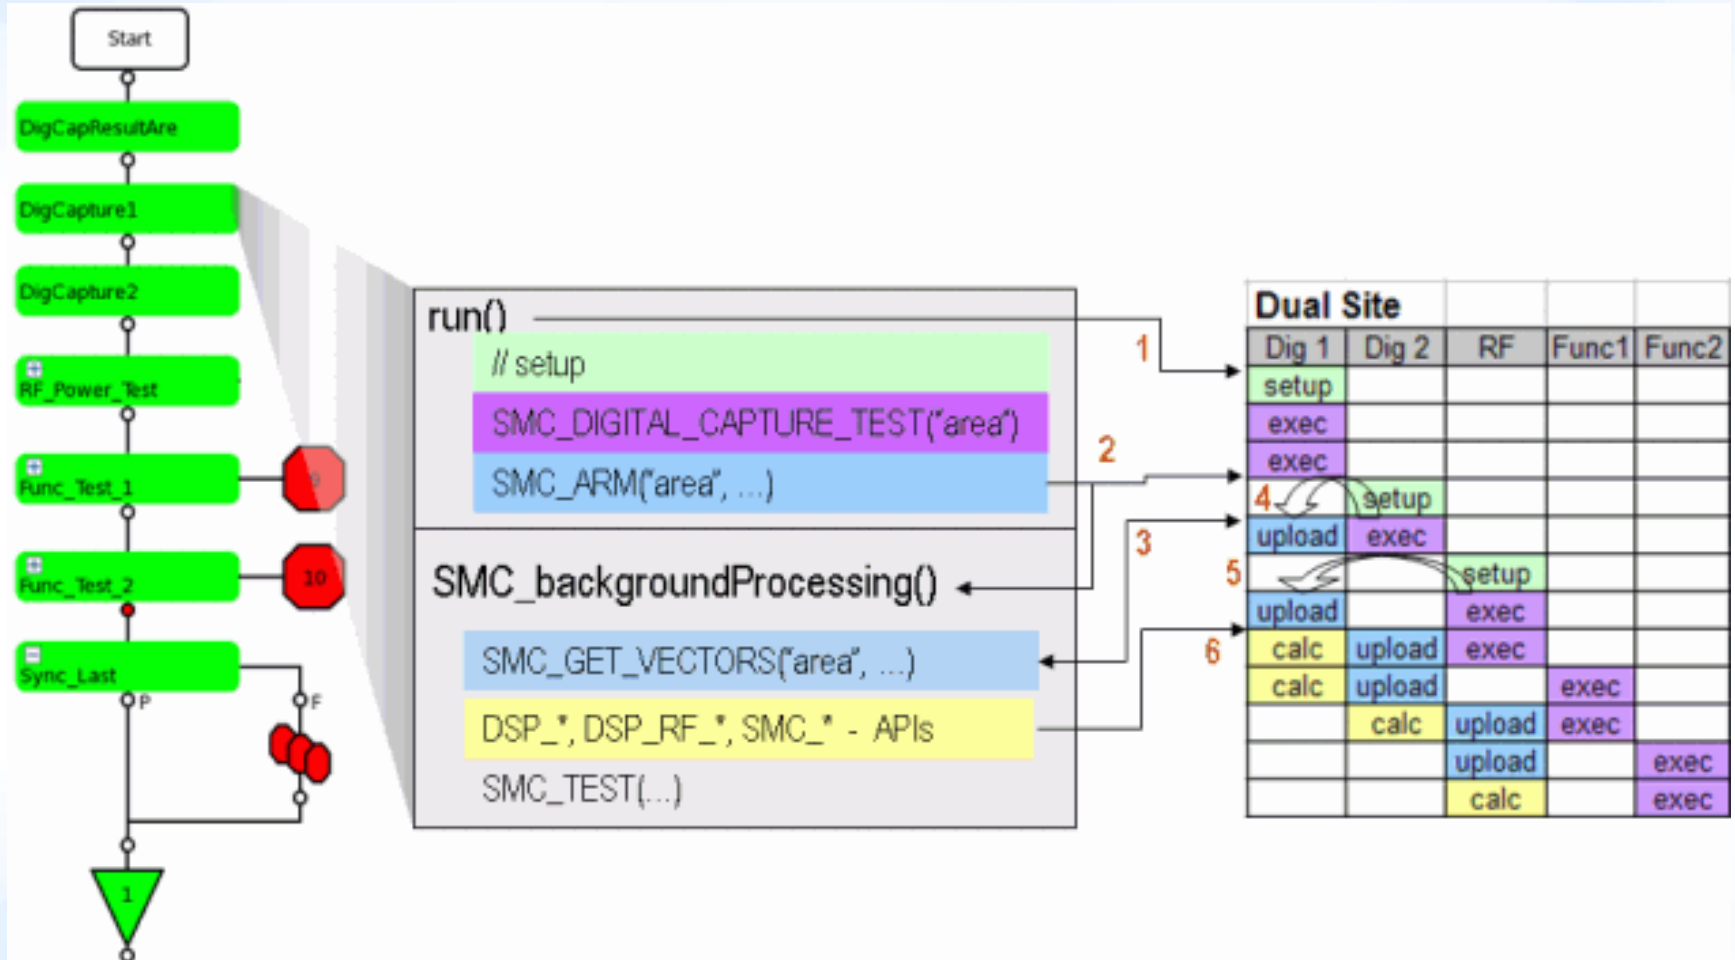 Start
DigCapResultAre
DigCapture1
DigCapture2
RF_Power_Test
Func_Test_1
9
Func_Test_2
10
Sync_Last
P
F
1
run()
// setup
SMC_DIGITAL_CAPTURE_TEST("area")
SMC_ARM("area", ...)
SMC_backgroundProcessing()
SMC_GET_VECTORS("area", ...)
DSP_*, DSP_RF_*, SMC_* - APIs
SMC_TEST(...)
1
2
3
4
5
6
Dual Site
Dig 1 Dig 2 RF Func1 Func2
setup
exec
exec
setup
upload exec
setup
upload exec
calc upload exec
calc upload exec
calc upload exec
upload exec
calc exec